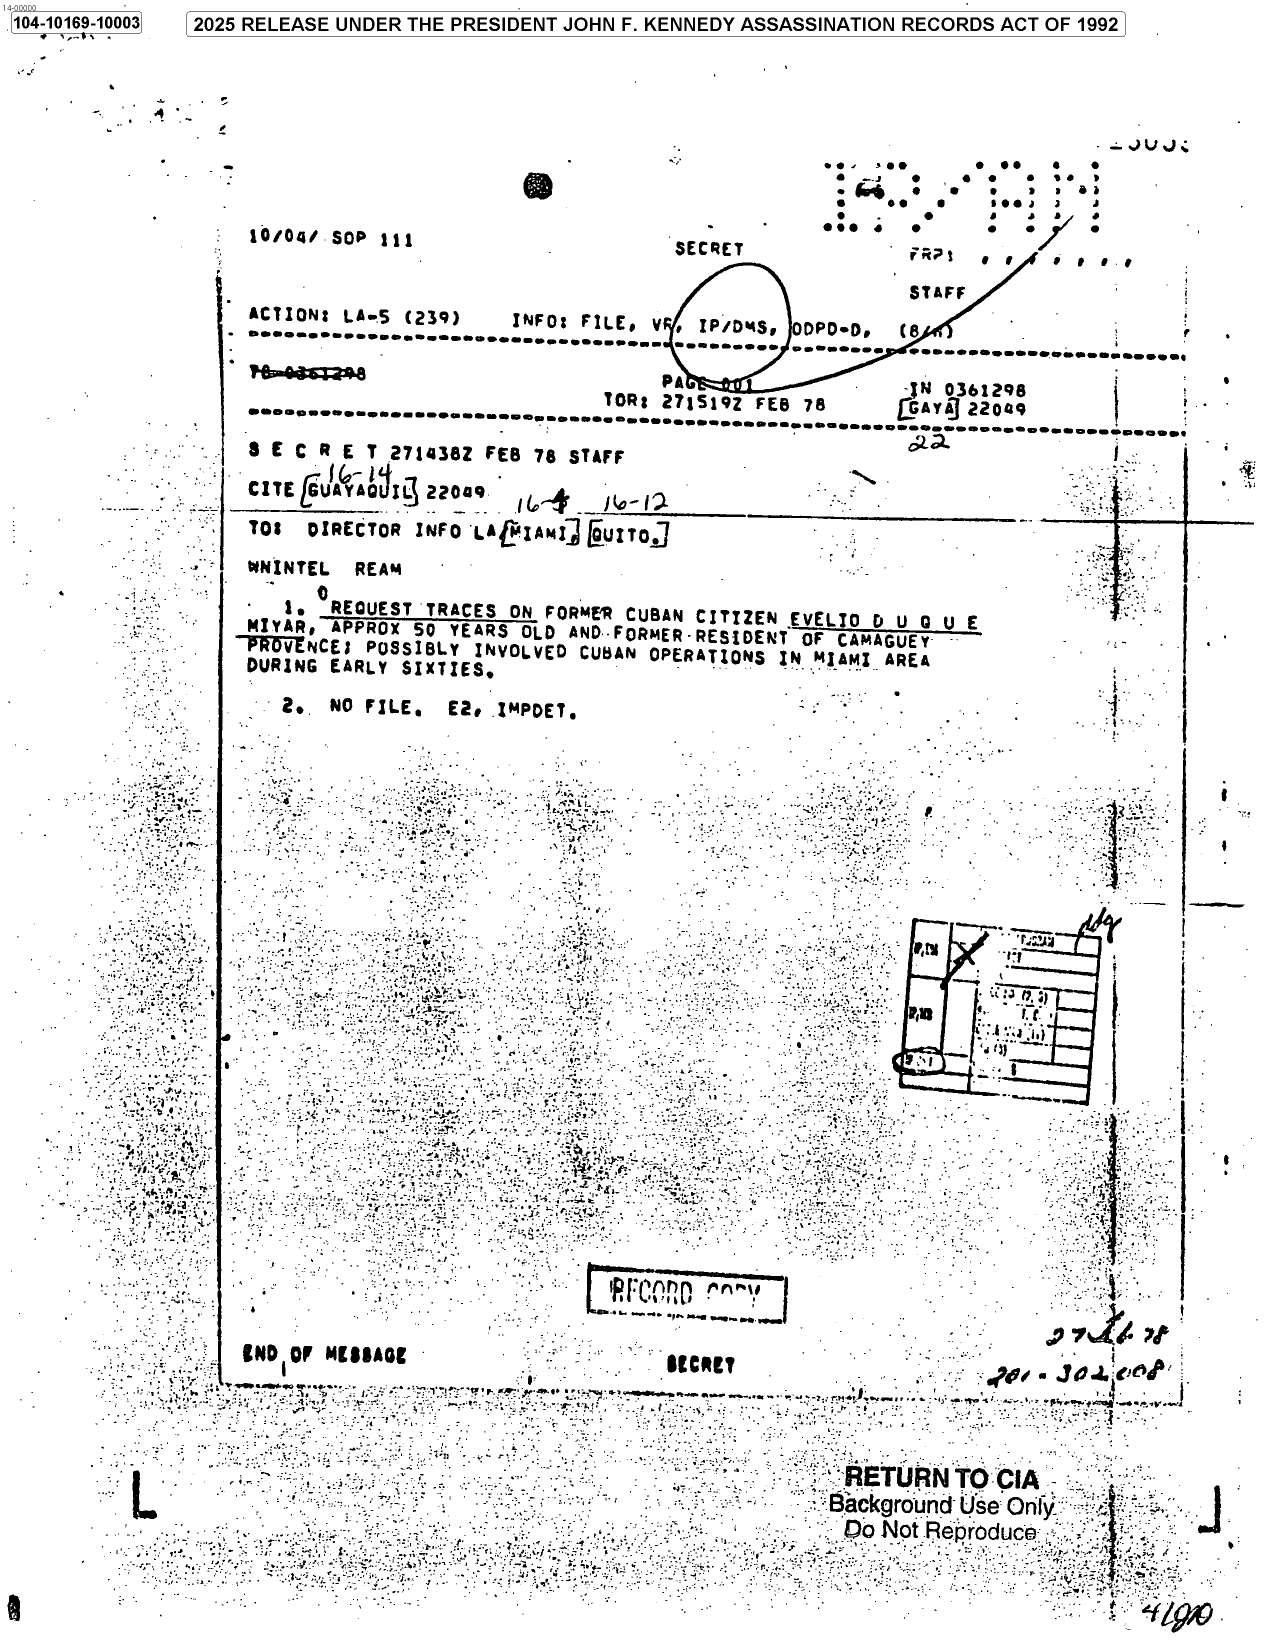 14-00000
104-10169-10003
2025 RELEASE UNDER THE PRESIDENT JOHN F. KENNEDY ASSASSINATION RECORDS ACT OF 1992
IP/AM
10/04/ SOP 111
SECRET
FRP: , , , , , , ,
STAFF
ACTION: LA-5 (239) INFO: FILE, VR, IP/DMS, ODPD-D, (8/W)
78 0361298
PAGE 001
IN 0361298
TOR: 271519Z FEB 78
[GAYA] 22049
22
S E C R E T 271438Z FEB 78 STAFF
16-14
CITE [GUAYAQUIL] 22049
16-12
TO: DIRECTOR INFO LA [MIAMI,] [QUITO.]
WNINTEL REAM
0
1. REQUEST TRACES ON FORMER CUBAN CITIZEN EVELIO D U Q U E
MIYAR, APPROX 50 YEARS OLD AND FORMER RESIDENT OF CAMAGUEY
PROVENCE; POSSIBLY INVOLVED CUBAN OPERATIONS IN MIAMI AREA
DURING EARLY SIXTIES.
2. NO FILE. E2, IMPDET.
RECORD COPY
27 Feb 78
END OF MESSAGE
SECRET
201-302008
RETURN TO CIA
Background Use Only
Do Not Reproduce